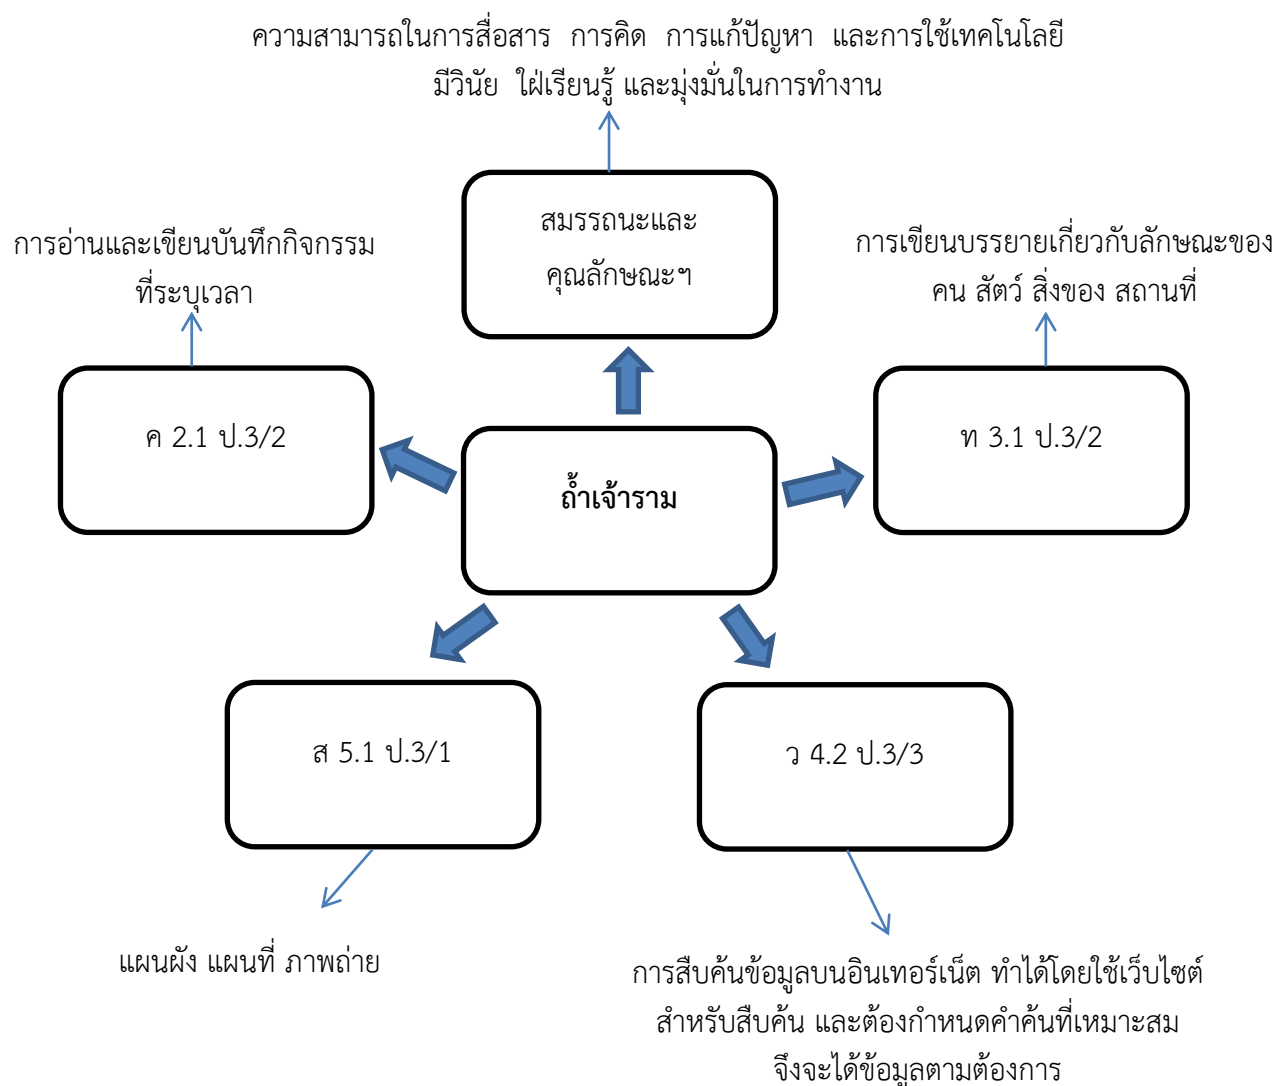 ความสามารถในการสื่อสาร การคิด การแก้ปัญหา และการใช้เทคโนโลยี
มีวินัย ใฝ่เรียนรู้ และมุ่งมั่นในการทำงาน
สมรรถนะและ
คุณลักษณะฯ
การอ่านและเขียนบันทึกกิจกรรม
ที่ระบุเวลา
การเขียนบรรยายเกี่ยวกับลักษณะของ
คน สัตว์ สิ่งของ สถานที่
ค 2.1 ป.3/2
ท 3.1 ป.3/2
ถ้ำเจ้าราม
ส 5.1 ป.3/1
ว 4.2 ป.3/3
แผนผัง แผนที่ ภาพถ่าย
การสืบค้นข้อมูลบนอินเทอร์เน็ต ทำได้โดยใช้เว็บไซต์
สำหรับสืบค้น และต้องกำหนดคำค้นที่เหมาะสม
จึงจะได้ข้อมูลตามต้องการ